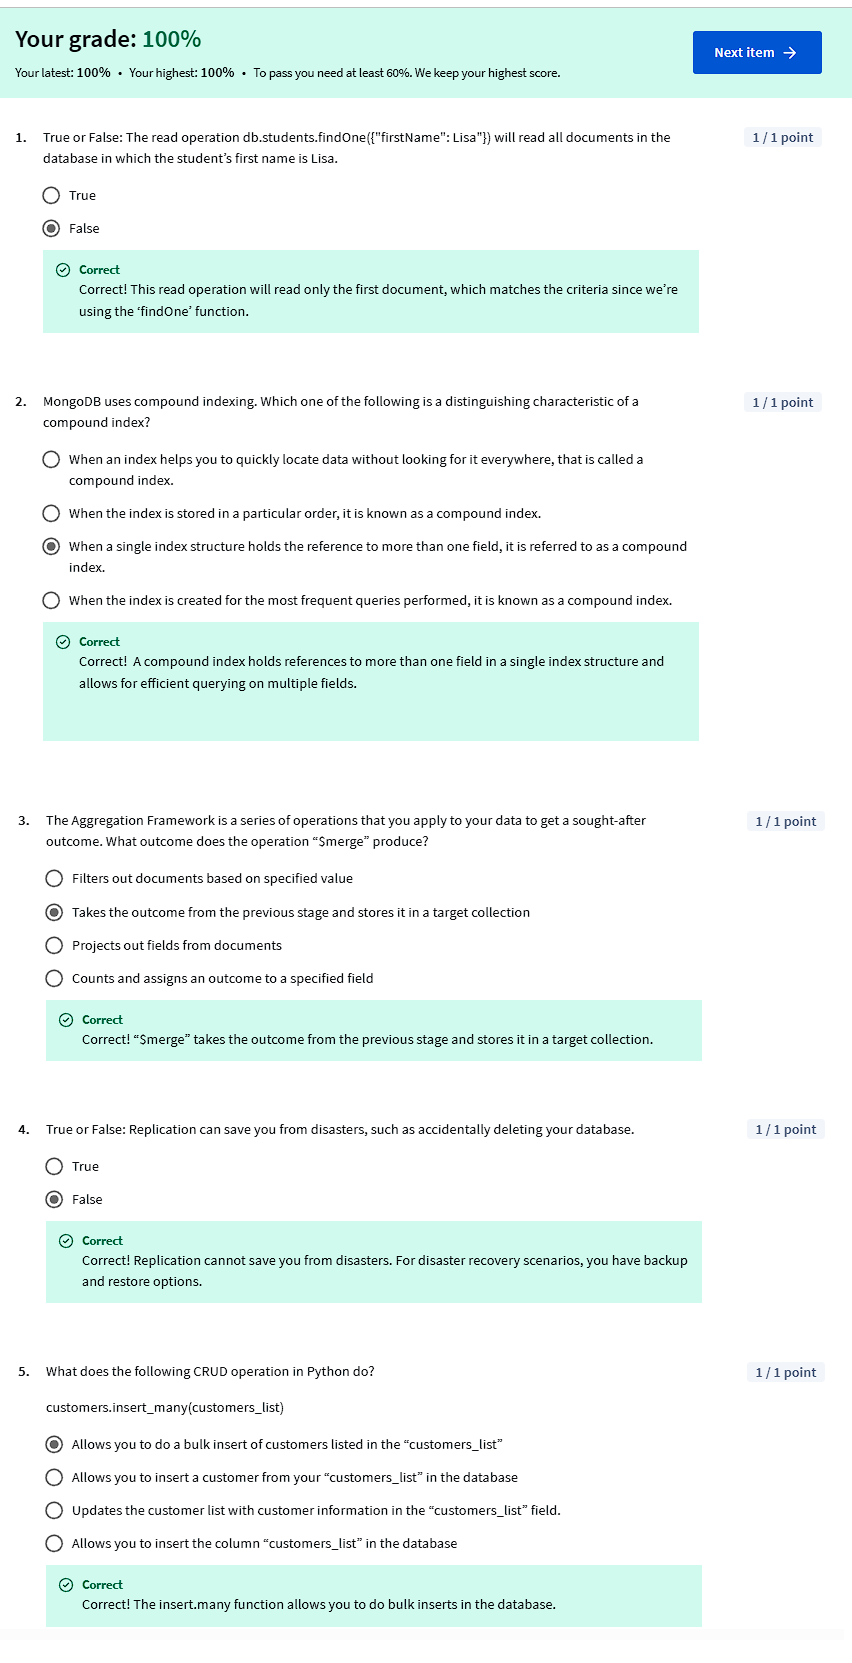 Your grade: 100%
Next item →
Your latest: 100% • Your highest: 100% • To pass you need at least 60%. We keep your highest score.
1. True or False: The read operation db.students.findOne({"firstName": Lisa"}) will read all documents in the
1 / 1 point
database in which the student’s first name is Lisa.
True
False
Correct
Correct! This read operation will read only the first document, which matches the criteria since we’re
using the ‘findOne’ function.
2. MongoDB uses compound indexing. Which one of the following is a distinguishing characteristic of a
1 / 1 point
compound index?
When an index helps you to quickly locate data without looking for it everywhere, that is called a
compound index.
When the index is stored in a particular order, it is known as a compound index.
When a single index structure holds the reference to more than one field, it is referred to as a compound
index.
When the index is created for the most frequent queries performed, it is known as a compound index.
Correct
Correct!  A compound index holds references to more than one field in a single index structure and
allows for efficient querying on multiple fields.
3. The Aggregation Framework is a series of operations that you apply to your data to get a sought-after
1 / 1 point
outcome. What outcome does the operation “$merge” produce?
Filters out documents based on specified value
Takes the outcome from the previous stage and stores it in a target collection
Projects out fields from documents
Counts and assigns an outcome to a specified field
Correct
Correct! “$merge” takes the outcome from the previous stage and stores it in a target collection.
4. True or False: Replication can save you from disasters, such as accidentally deleting your database.
1 / 1 point
True
False
Correct
Correct! Replication cannot save you from disasters. For disaster recovery scenarios, you have backup
and restore options.
5. What does the following CRUD operation in Python do?
1 / 1 point
customers.insert_many(customers_list)
Allows you to do a bulk insert of customers listed in the “customers_list”
Allows you to insert a customer from your “customers_list” in the database
Updates the customer list with customer information in the “customers_list” field.
Allows you to insert the column “customers_list” in the database
Correct
Correct! The insert.many function allows you to do bulk inserts in the database.